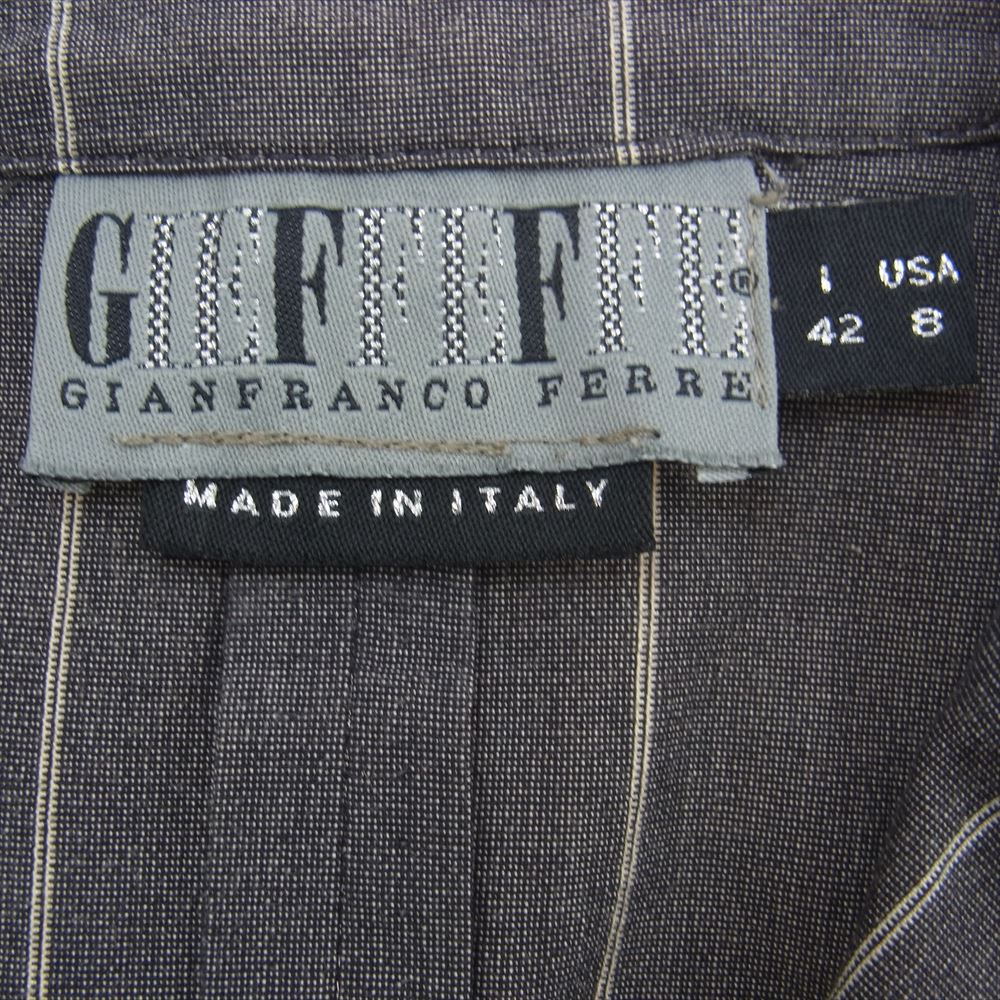 GIEFFEFFE®
GIANFRANCO FERRE
I USA
42 8
MADE IN ITALY